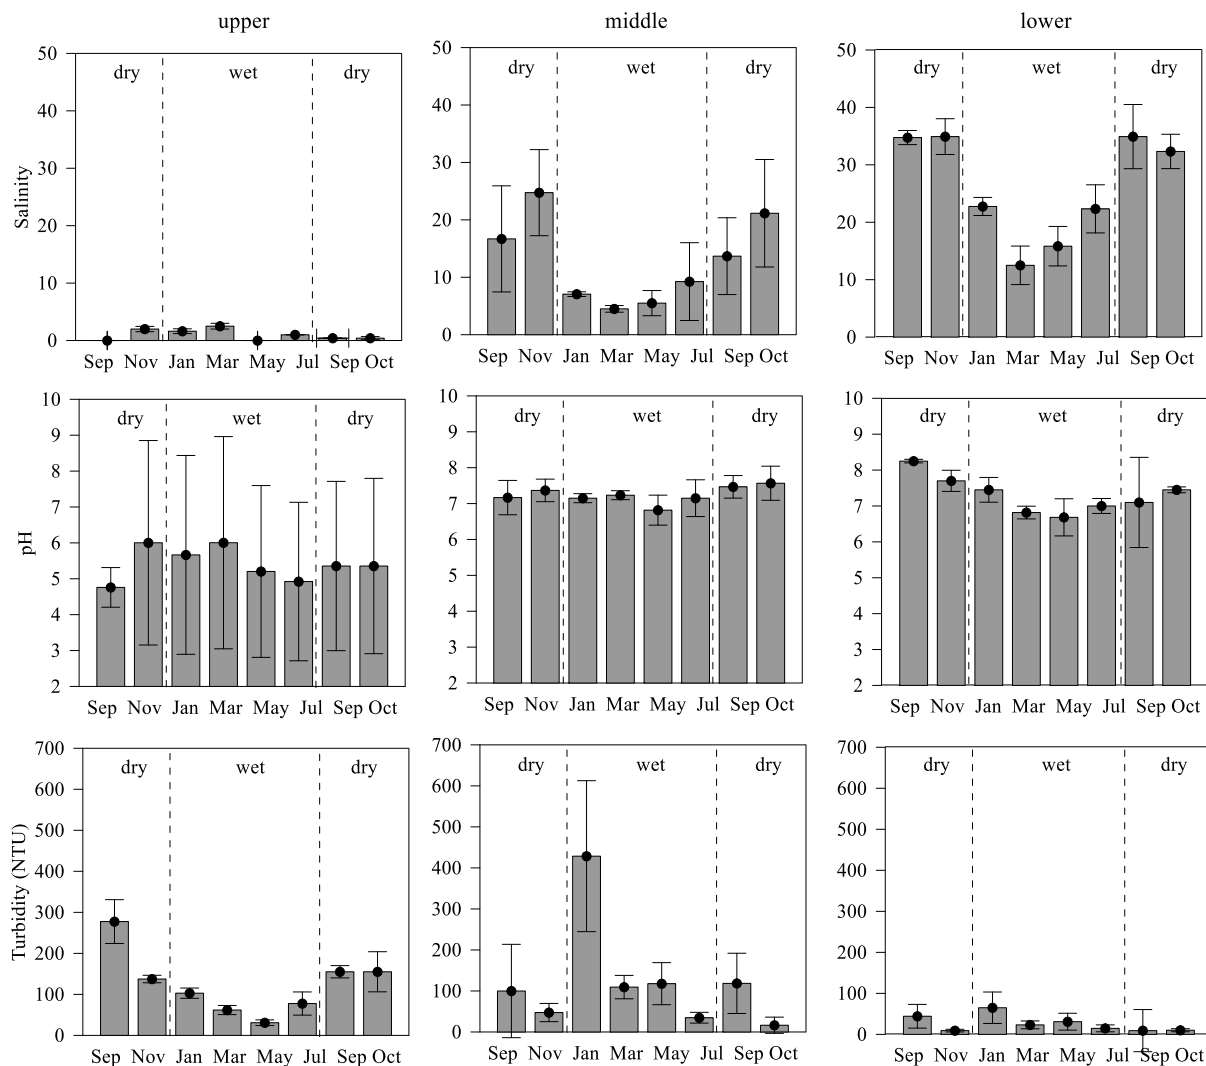 upper middle lower
50 50 50
dry wet dry dry wet dry dry wet dry
40 40 40
30 30 30
Salinity
20 20 20
10 10 10
0 0 0
Sep Nov Jan Mar May Jul Sep Oct Sep Nov Jan Mar May Jul Sep Oct Sep Nov Jan Mar May Jul Sep Oct
10 10 10
dry wet dry dry wet dry dry wet dry
9 9 9
8 8 8
7 7 7
pH
6 6 6
5 5 5
4 4 4
3 3 3
2 2 2
Sep Nov Jan Mar May Jul Sep Oct Sep Nov Jan Mar May Jul Sep Oct Sep Nov Jan Mar May Jul Sep Oct
700 700 700
dry wet dry dry wet dry dry wet dry
600 600 600
500 500 500
400 400 400
Turbidity (NTU)
300 300 300
200 200 200
100 100 100
0 0 0
Sep Nov Jan Mar May Jul Sep Oct Sep Nov Jan Mar May Jul Sep Oct Sep Nov Jan Mar May Jul Sep Oct